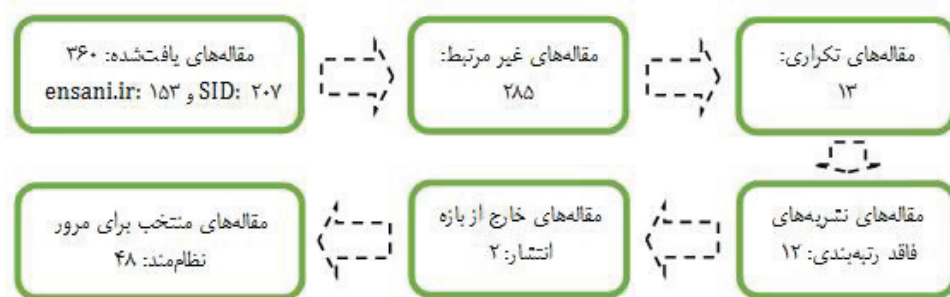 مقاله‌های یافت‌شده: ۳۶۰
SID: ۲۰۷ و ensani.ir: ۱۵۳
مقاله‌های غیر مرتبط:
۲۸۵
مقاله‌های تکراری:
۱۳
مقاله‌های نشریه‌های
فاقد رتبه‌بندی: ۱۲
مقاله‌های خارج از بازه
انتشار: ۲
مقاله‌های منتخب برای مرور
نظام‌مند: ۴۸